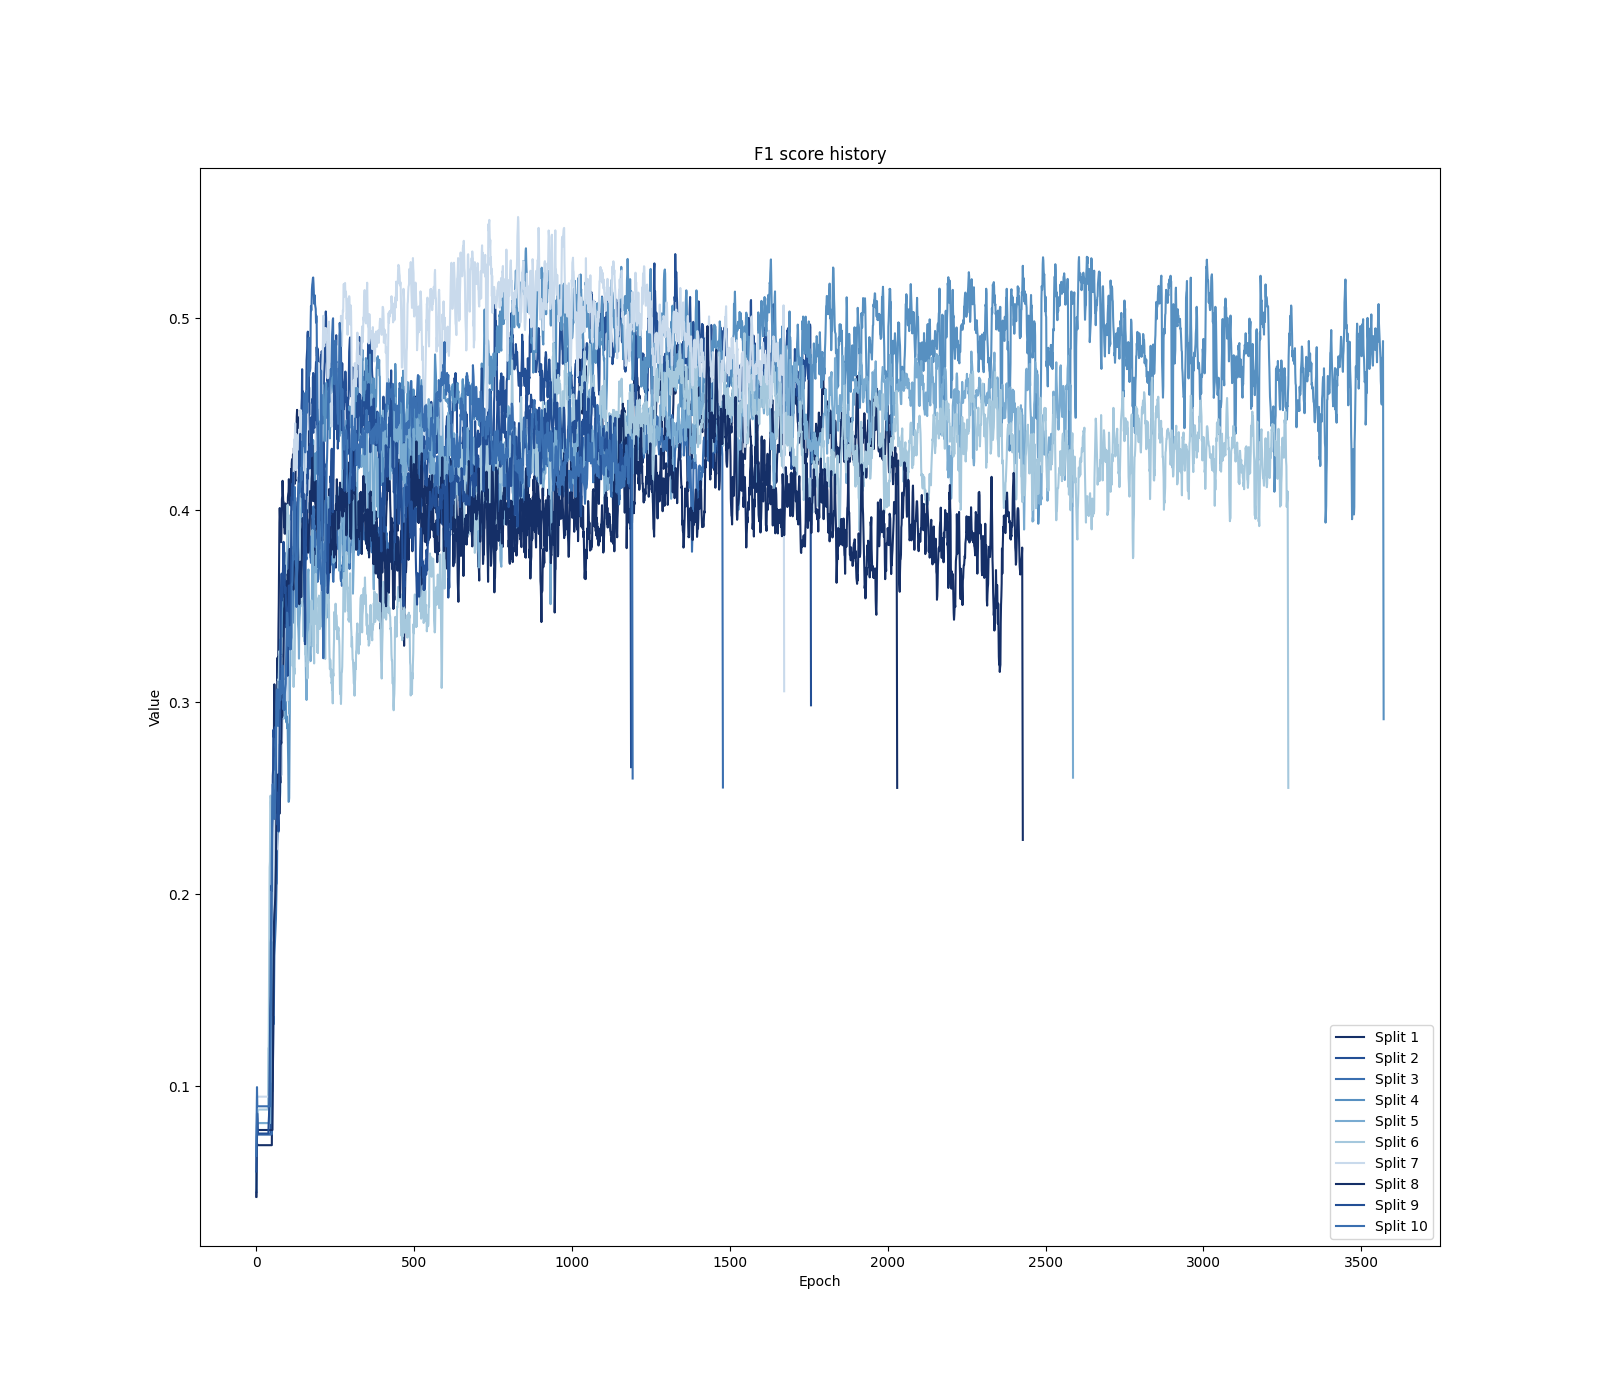 F1 score history
Value
0.5
0.4
0.3
0.2
0.1
0 500 1000 1500 2000 2500 3000 3500
Epoch
Split 1
Split 2
Split 3
Split 4
Split 5
Split 6
Split 7
Split 8
Split 9
Split 10